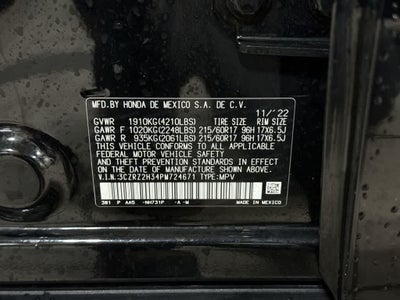 MFD.BY HONDA DE MEXICO S.A. DE C.V.
11/'22
GVWR 1910KG(4210LBS) TIRE SIZE RIM SIZE
GAWR F 1020KG(2248LBS) 215/60R17 96H 17X6.5J
GAWR R 935KG(2061LBS) 215/60R17 96H 17X6.5J
THIS VEHICLE CONFORMS TO ALL APPLICABLE
FEDERAL MOTOR VEHICLE SAFETY AND
THEFT PREVENTION STANDARDS IN EFFECT ON
THE DATE OF MANUFACTURE SHOWN ABOVE.
V.I.N.:3CZRZ2H34PM724671 TYPE:MPV
3W1 P AA5 -NH731P -A -M